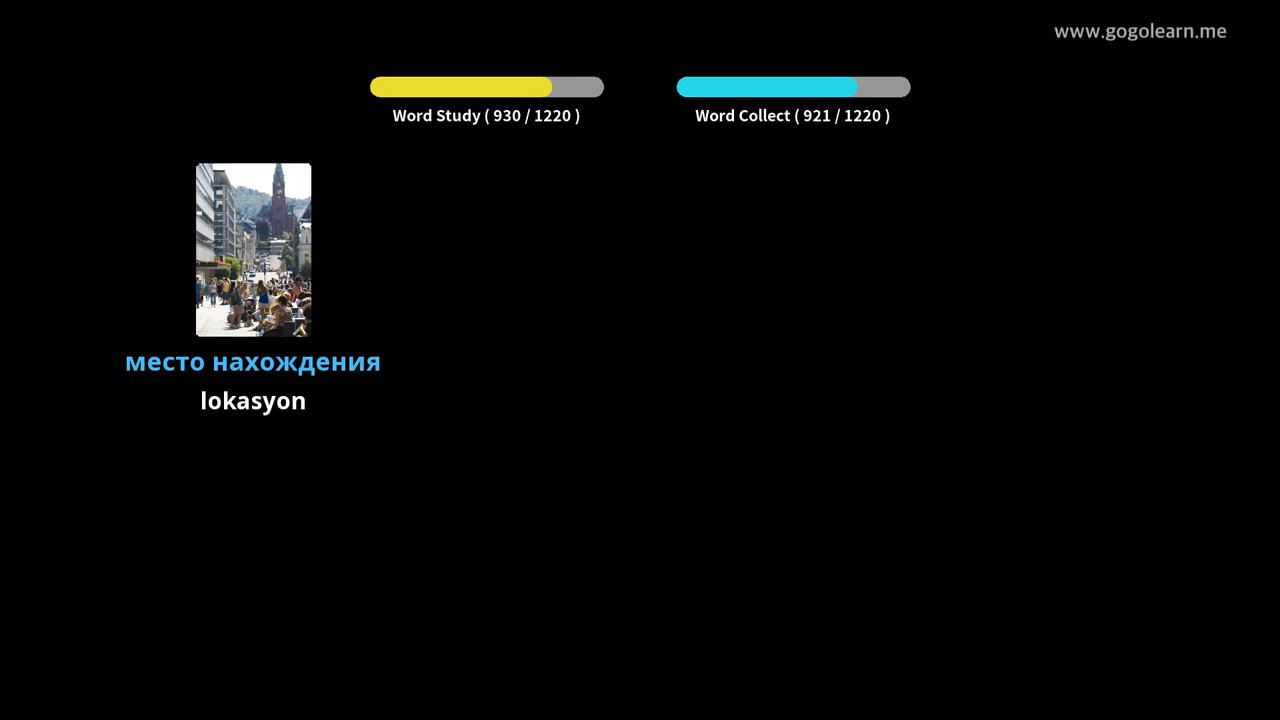 www.gogolearn.me
Word Study ( 930 / 1220 )
Word Collect ( 921 / 1220 )
место нахождения
lokasyon